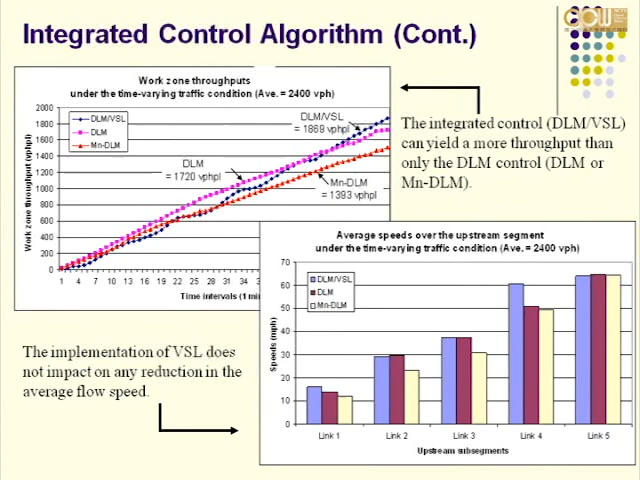 Integrated Control Algorithm (Cont.)
Work zone throughputs
under the time-varying traffic condition (Ave. = 2400 vph)
Work zone throughput (vphpl)
2000
1800
1600
1400
1200
1000
800
600
400
200
0
DLM/VSL
DLM
Mn-DLM
DLM/VSL
= 1869 vphpl
DLM
= 1720 vphpl
Mn-DLM
= 1393 vphpl
1 4 7 10 13 16 19 22 25 28 31 34
Time intervals (1 min
The integrated control (DLM/VSL)
can yield a more throughput than
only the DLM control (DLM or
Mn-DLM).
Average speeds over the upstream segment
under the time-varying traffic condition (Ave. = 2400 vph)
Speeds (mph)
70
60
50
40
30
20
10
0
DLM/VSL
DLM
Mn-DLM
Link 1 Link 2 Link 3 Link 4 Link 5
Upstream subsegments
The implementation of VSL does
not impact on any reduction in the
average flow speed.